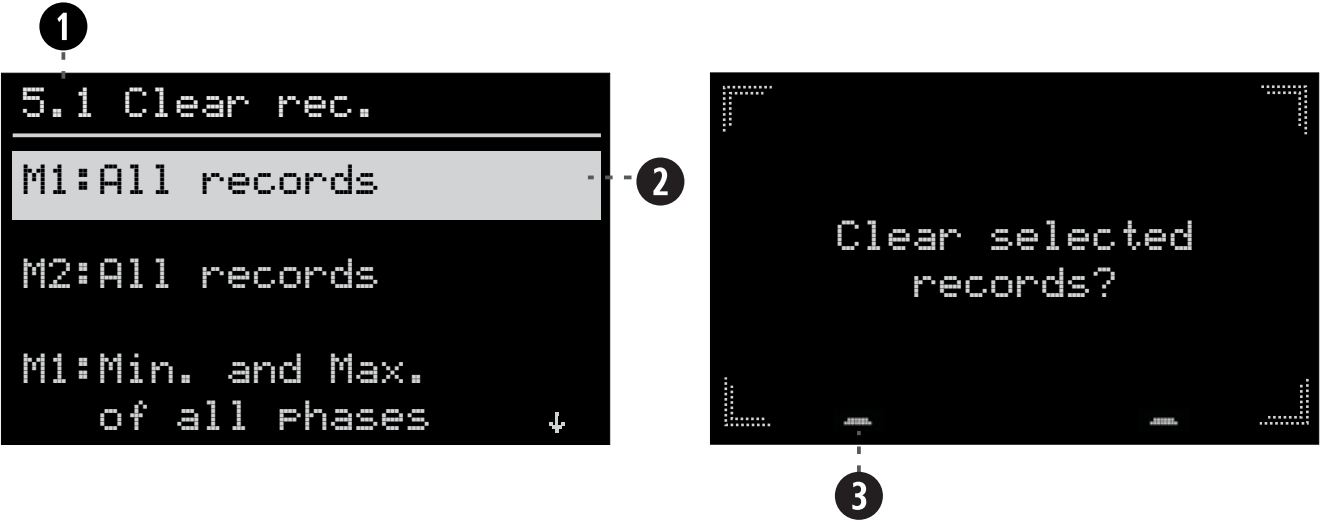 1
5.1 Clear rec.
M1:All records
2
M2:All records
M1:Min. and Max.
of all phases
Clear selected
records?
3